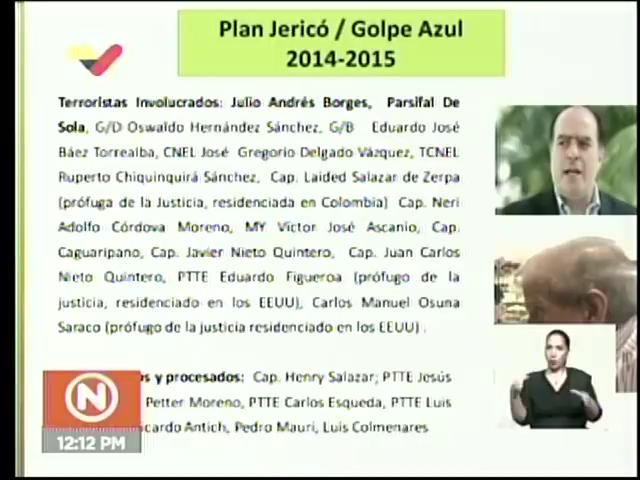 Plan Jericó / Golpe Azul
2014-2015
Terroristas Involucrados: Julio Andrés Borges, Parsifal De
Sola, G/D Oswaldo Hernández Sánchez, G/B Eduardo José
Báez Torrealba, CNEL José Gregorio Delgado Vázquez, TCNEL
Ruperto Chiquinquirá Sánchez, Cap. Laided Salazar de Zerpa
(prófuga de la Justicia, residenciada en Colombia) Cap. Neri
Adolfo Córdova Moreno, MY Víctor José Ascanio, Cap.
Caguaripano, Cap. Javier Nieto Quintero, Cap. Juan Carlos
Nieto Quintero, PTTE Eduardo Figueroa (prófugo de la
justicia, residenciado en los EEUU), Carlos Manuel Osuna
Saraco (prófugo de la justicia residenciado en los EEUU) .
y procesados: Cap. Henry Salazar; PTTE Jesús
Petter Moreno, PTTE Carlos Esqueda, PTTE Luis
Antich, Pedro Mauri, Luis Colmenares
N
12:12 PM